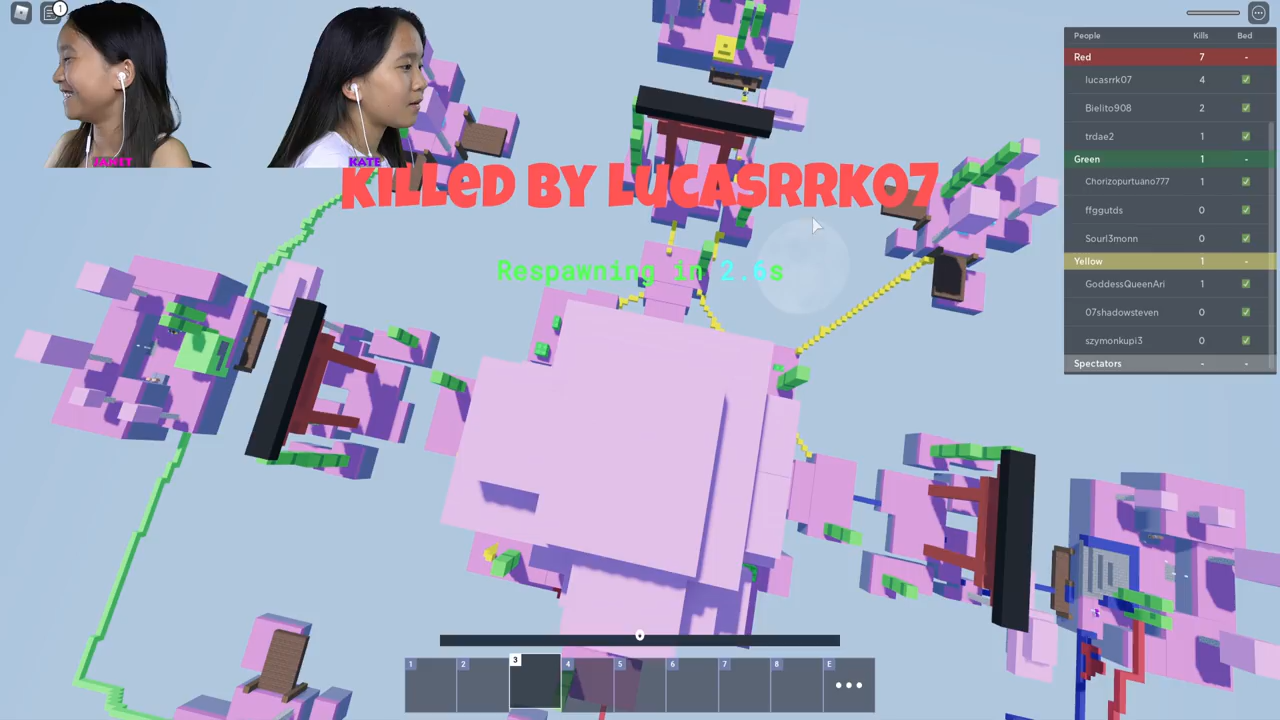 1
People Kills Bed
Red 7 -
lucasrrk07 4
Bielito908 2
trdae2 1
Green 1 -
Chorizopurtuano777 1
ffggutds 0
Sourl3monn 0
Yellow 1 -
GoddessQueenAri 1
07shadowsteven 0
szymonkupi3 0
Spectators - -
JANET
KATE
KILLED BY LUCASRRK07
Respawning in 2.6s
1 2 3 4 5 6 7 8 E